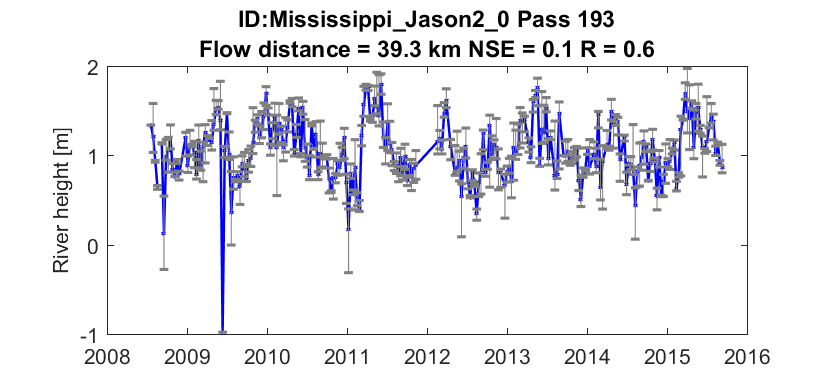 ID:Mississippi_Jason2_0 Pass 193
Flow distance = 39.3 km NSE = 0.1 R = 0.6
River height [m]
2
1
0
-1
2008 2009 2010 2011 2012 2013 2014 2015 2016